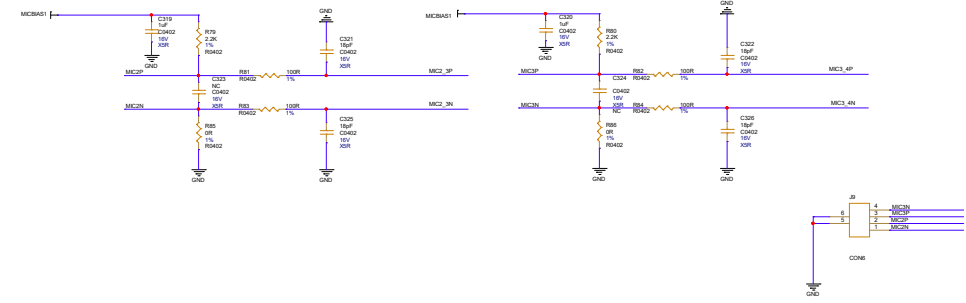 MICBIAS1
C319
1uF
C0402
16V
X5R
GND
R79
2.2K
1%
R0402
GND
C321
18pF
C0402
16V
X5R
MIC2P
R81
R0402
100R
1%
MIC2_3P
C323
NC
C0402
16V
X5R
MIC2N
R83
R0402
100R
1%
MIC2_3N
R85
0R
1%
R0402
GND
C325
18pF
C0402
16V
X5R
GND
MICBIAS1
C320
1uF
C0402
16V
X5R
GND
R80
2.2K
1%
R0402
GND
C322
18pF
C0402
16V
X5R
MIC3P
R82
R0402
100R
1%
MIC3_4P
C324
C0402
16V
X5R
NC
MIC3N
R84
R0402
100R
1%
MIC3_4N
R86
0R
1%
R0402
GND
C326
18pF
C0402
16V
X5R
GND
J9
6
5
4
3
2
1
MIC3N
MIC3P
MIC2P
MIC2N
CON6
GND